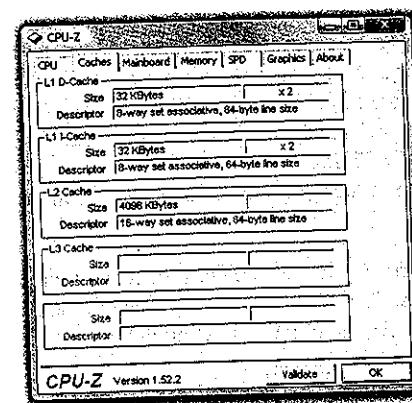 CPU-Z
CPU Caches Mainboard Memory SPD Graphics About
L1 D-Cache
Size 32 KBytes x 2
Descriptor 8-way set associative, 64-byte line size
L1 I-Cache
Size 32 KBytes x 2
Descriptor 8-way set associative, 64-byte line size
L2 Cache
Size 4096 KBytes
Descriptor 16-way set associative, 64-byte line size
L3 Cache
Size
Descriptor
Size
Descriptor
CPU-Z Version 1.52.2 Validate OK